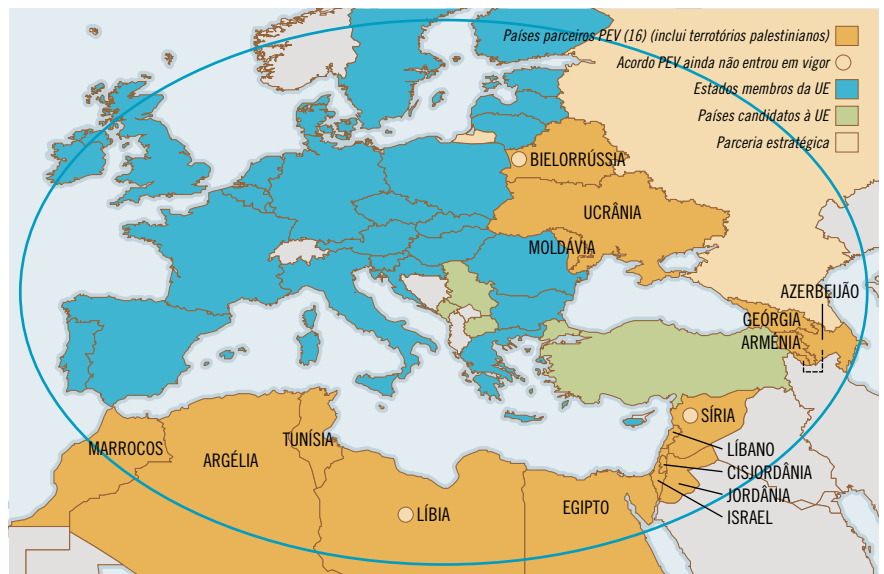 Países parceiros PEV (16) (inclui terrotórios palestinianos)
Acordo PEV ainda não entrou em vigor
Estados membros da UE
Países candidatos à UE
Parceria estratégica
BIELORRÚSSIA
UCRÂNIA
MOLDÁVIA
AZERBEIJÃO
GEÓRGIA
ARMÉNIA
SÍRIA
LÍBANO
CISJORDÂNIA
JORDÂNIA
ISRAEL
MARROCOS
ARGÉLIA
TUNÍSIA
LÍBIA
EGIPTO